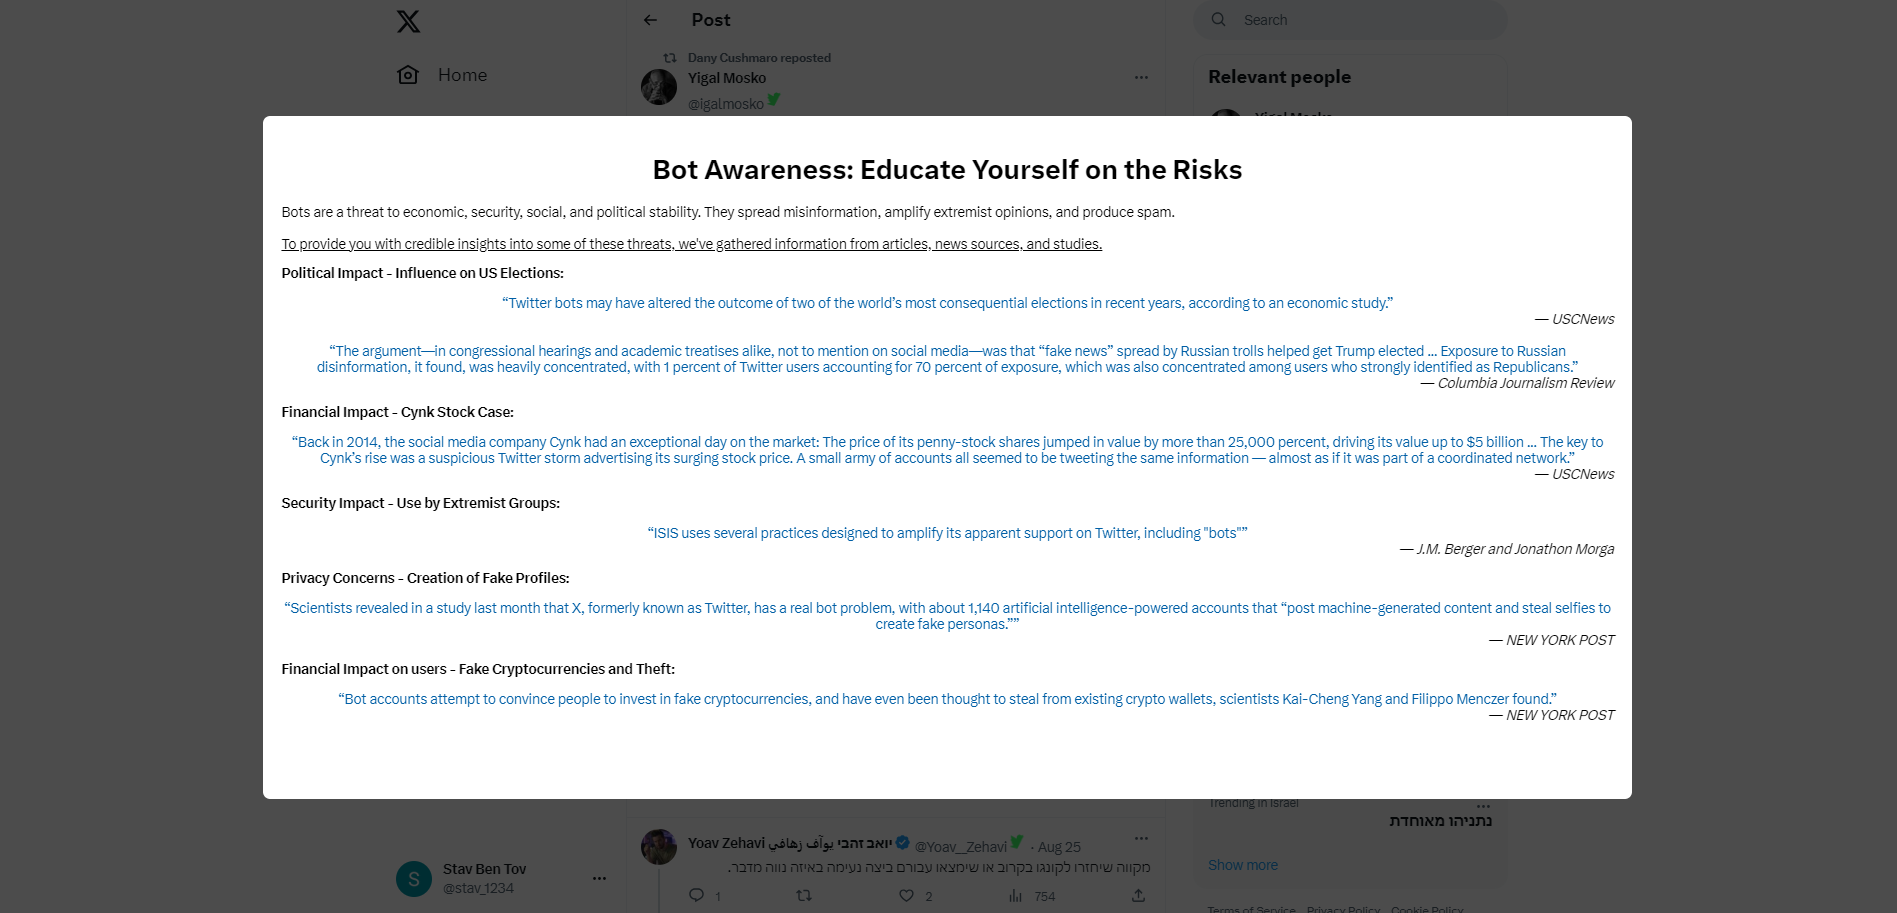 Post
Search
Dany Cushmaro reposted
Yigal Mosko
@igalmosko
Home
Relevant people
Bot Awareness: Educate Yourself on the Risks
Bots are a threat to economic, security, social, and political stability. They spread misinformation, amplify extremist opinions, and produce spam.
To provide you with credible insights into some of these threats, we've gathered information from articles, news sources, and studies.
Political Impact - Influence on US Elections:
“Twitter bots may have altered the outcome of two of the world’s most consequential elections in recent years, according to an economic study.”
— USCNews
“The argument—in congressional hearings and academic treatises alike, not to mention on social media—was that “fake news” spread by Russian trolls helped get Trump elected ... Exposure to Russian
disinformation, it found, was heavily concentrated, with 1 percent of Twitter users accounting for 70 percent of exposure, which was also concentrated among users who strongly identified as Republicans.”
— Columbia Journalism Review
Financial Impact - Cynk Stock Case:
“Back in 2014, the social media company Cynk had an exceptional day on the market: The price of its penny-stock shares jumped in value by more than 25,000 percent, driving its value up to $5 billion ... The key to
Cynk’s rise was a suspicious Twitter storm advertising its surging stock price. A small army of accounts all seemed to be tweeting the same information — almost as if it was part of a coordinated network.”
— USCNews
Security Impact - Use by Extremist Groups:
“ISIS uses several practices designed to amplify its apparent support on Twitter, including "bots"”
— J.M. Berger and Jonathon Morga
Privacy Concerns - Creation of Fake Profiles:
“Scientists revealed in a study last month that X, formerly known as Twitter, has a real bot problem, with about 1,140 artificial intelligence-powered accounts that “post machine-generated content and steal selfies to
create fake personas.””
— NEW YORK POST
Financial Impact on users - Fake Cryptocurrencies and Theft:
“Bot accounts attempt to convince people to invest in fake cryptocurrencies, and have even been thought to steal from existing crypto wallets, scientists Kai-Cheng Yang and Filippo Menczer found.”
— NEW YORK POST
Trending in Israel
נתניהו מאוחדת
Show more
Yoav Zehavi יואב זהבי يوآف زهافي @Yoav__Zehavi · Aug 25
מקווה שיחזרו לקונגו בקרוב או שימצאו עבורם ביצה נעימה באיזה נווה מדבר.
1 2 754
S
Stav Ben Tov
@stav_1234
Terms of Service Privacy Policy Cookie Policy